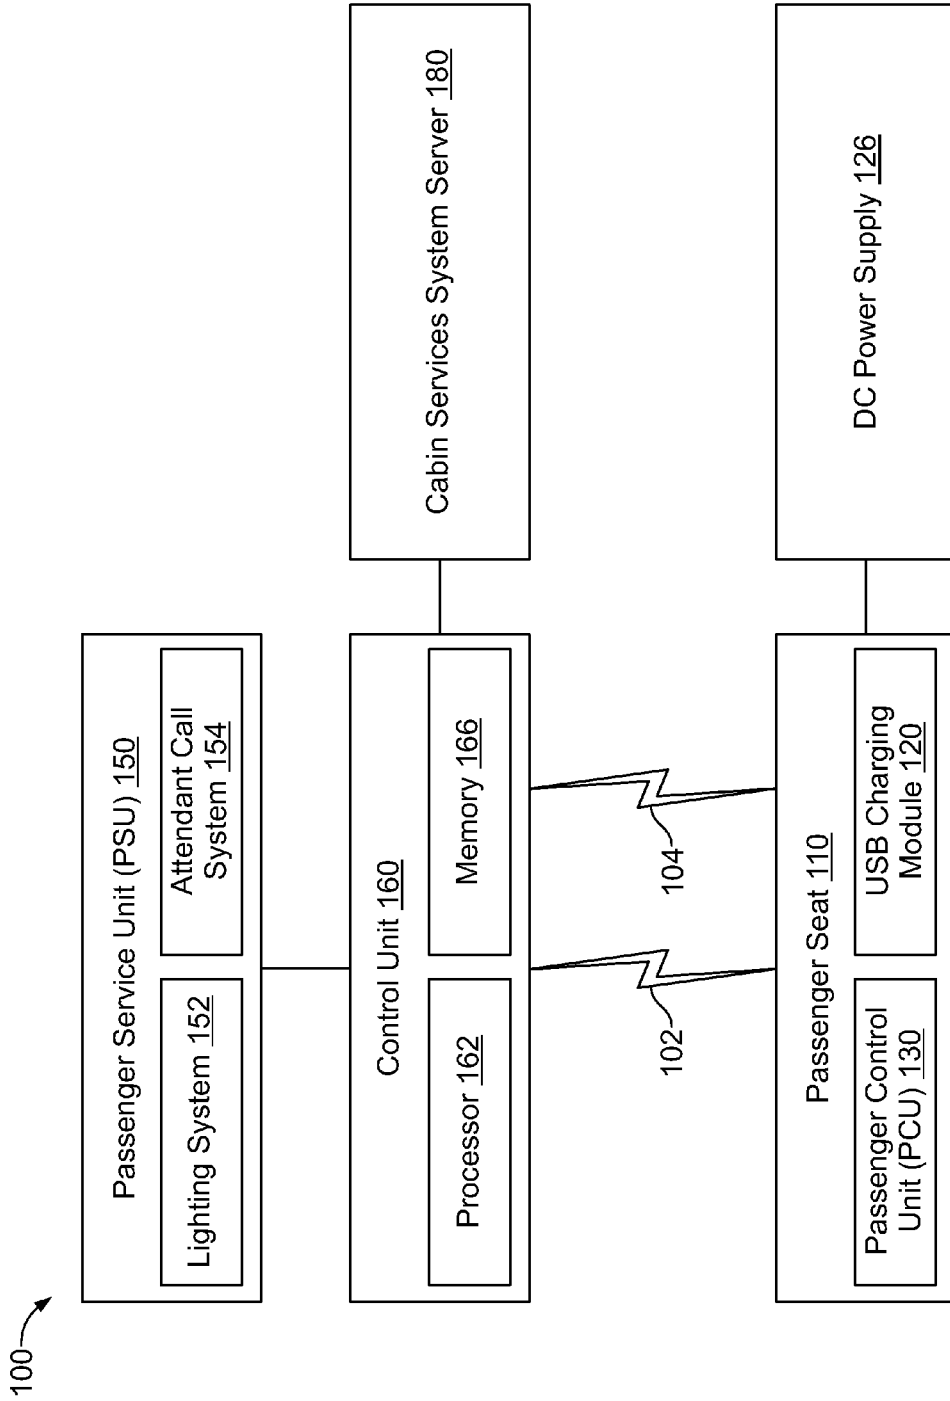 100
Passenger Service Unit (PSU) 150
Lighting System 152
Attendant Call
System 154
Control Unit 160
Processor 162
Memory 166
Cabin Services System Server 180
102
104
Passenger Seat 110
Passenger Control
Unit (PCU) 130
USB Charging
Module 120
DC Power Supply 126